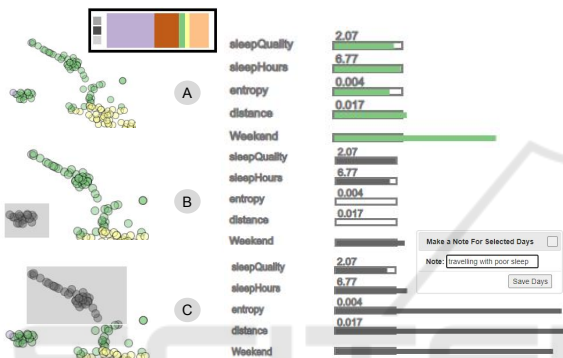 A
sleepQuality 2.07
sleepHours 6.77
entropy 0.004
distance 0.017
Weekend
B
sleepQuality 2.07
sleepHours 6.77
entropy 0.004
distance 0.017
Weekend
Make a Note For Selected Days
Note: travelling with poor sleep
Save Days
C
sleepQuality 2.07
sleepHours 6.77
entropy 0.004
distance 0.017
Weekend